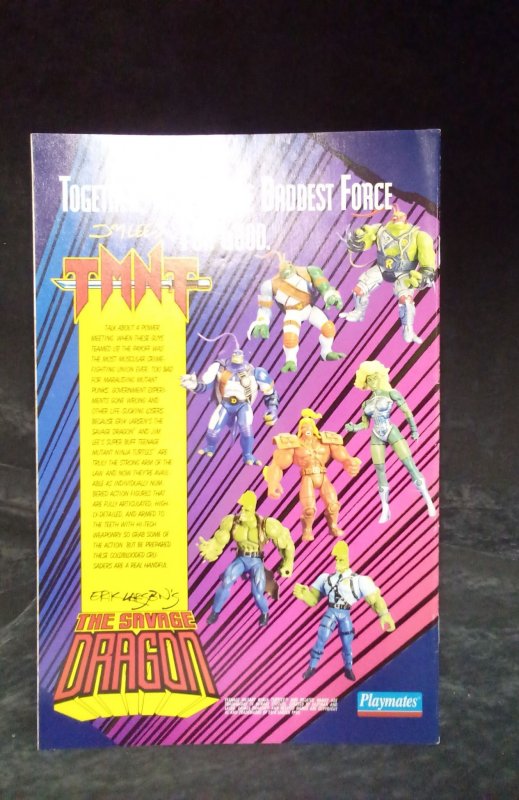 TOGETHER BADDEST FORCE
FOR GOOD.
JIM LEE'S
TMNT
TALK ABOUT A POWER
MEETING. WHEN THESE GUYS
TEAMED UP, THE PAYOFF WAS
THE MOST MUSCULAR CRIME-
FIGHTING UNION EVER. TOO BAD
FOR MARAUDING MUTANT
PUNKS, GOVERNMENT EXPERI-
MENTS GONE WRONG AND
OTHER LIFE SUCKING LOSERS.
BECAUSE ERIK LARSEN'S THE
SAVAGE DRAGON™ AND JIM
LEE'S SUPER BUFF TEENAGE
MUTANT NINJA TURTLES® ARE
TRULY THE STRONG ARM OF THE
LAW. AND NOW THEY'RE AVAIL-
ABLE AS INDIVIDUALLY NUM-
BERED ACTION FIGURES THAT
ARE FULLY ARTICULATED, HIGH-
LY-DETAILED, AND ARMED TO
THE TEETH WITH HI-TECH
WEAPONRY. SO GRAB SOME OF
THE ACTION. BUT BE PREPARED.
THESE COLDBLOODED CRU-
SADERS ARE A REAL HANDFUL.
ERIK LARSEN'S
THE SAVAGE
DRAGON
Playmates